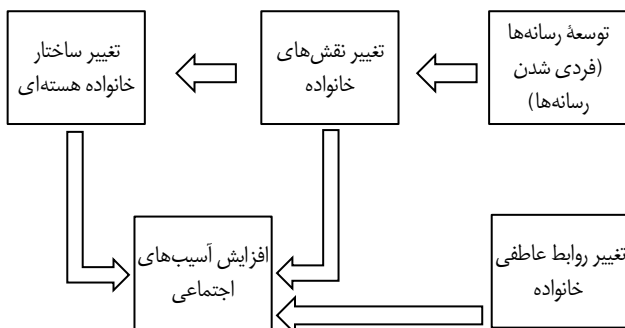 توسعهٔ رسانه‌ها
(فردی شدن
رسانه‌ها)
تغییر نقش‌های
خانواده
تغییر ساختار
خانواده هسته‌ای
تغییر روابط عاطفی
خانواده
افزایش آسیب‌های
اجتماعی